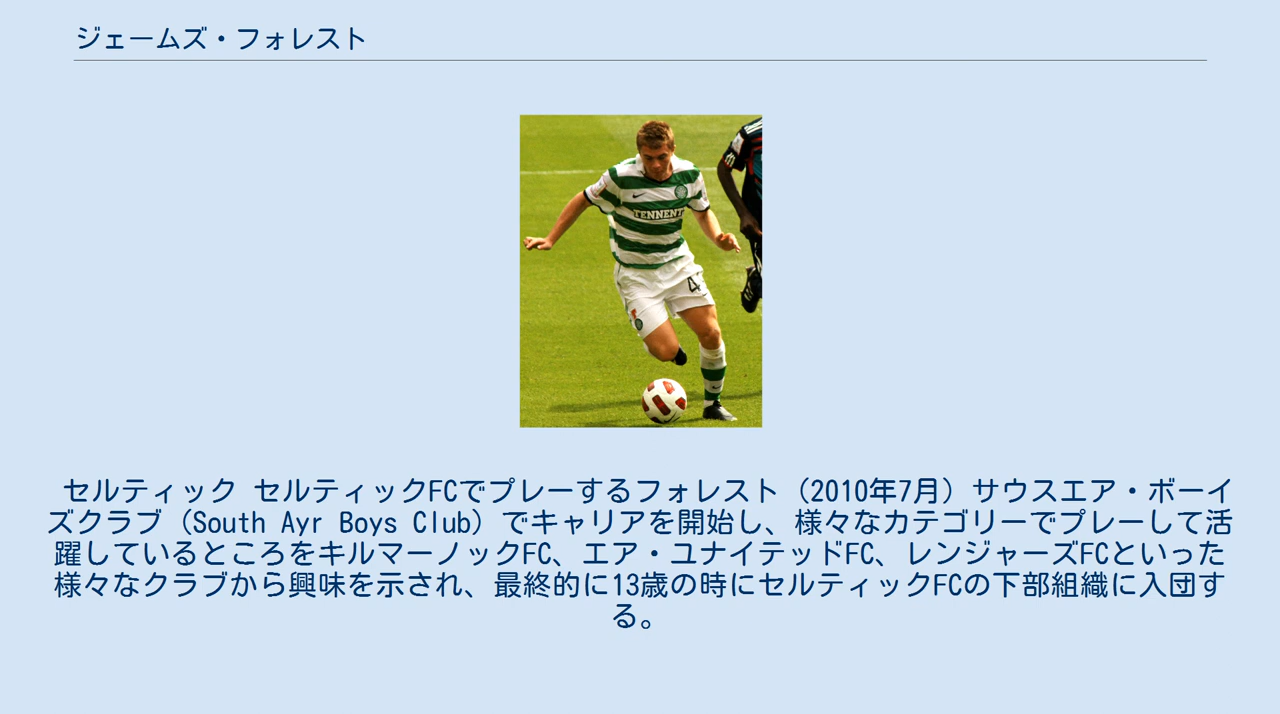 ジェームズ・フォレスト
TENNENT
4
セルティック セルティックFCでプレーするフォレスト（2010年7月）サウスエア・ボーイ
ズクラブ（South Ayr Boys Club）でキャリアを開始し、様々なカテゴリーでプレーして活
躍しているところをキルマーノックFC、エア・ユナイテッドFC、レンジャーズFCといった
様々なクラブから興味を示され、最終的に13歳の時にセルティックFCの下部組織に入団す
る。